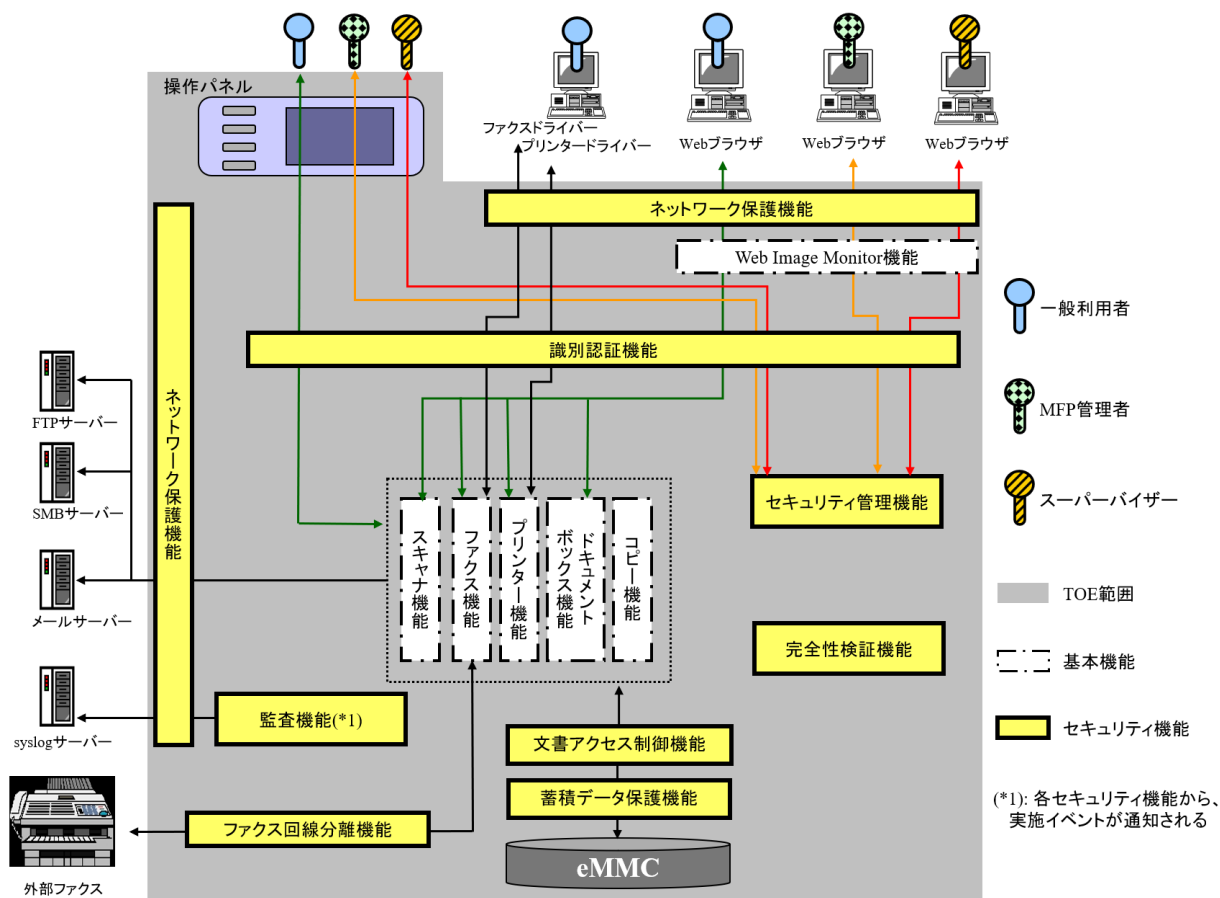 操作パネル
ファクスドライバー
プリンタードライバー
Webブラウザ
Webブラウザ
Webブラウザ
ネットワーク保護機能
Web Image Monitor機能
識別認証機能
一般利用者
MFP管理者
スーパーバイザー
FTPサーバー
SMBサーバー
メールサーバー
syslogサーバー
外部ファクス
ネットワーク保護機能
スキャナ機能
ファクス機能
プリンター機能
ドキュメント
ボックス機能
コピー機能
セキュリティ管理機能
完全性検証機能
監査機能(*1)
文書アクセス制御機能
蓄積データ保護機能
ファクス回線分離機能
eMMC
TOE範囲
基本機能
セキュリティ機能
(*1): 各セキュリティ機能から、
実施イベントが通知される